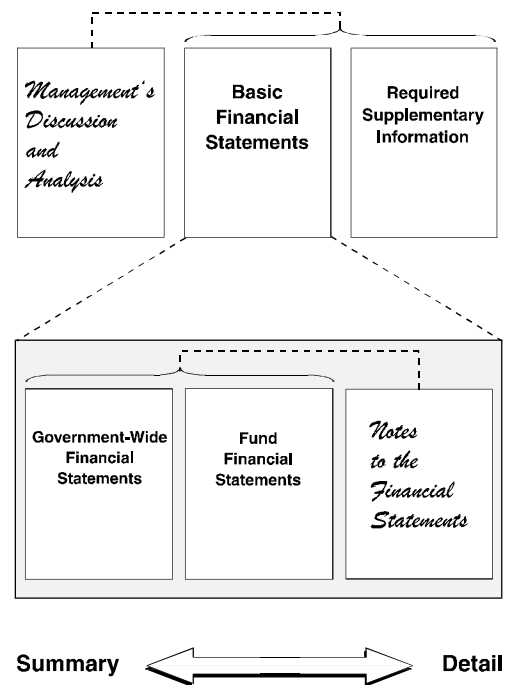 Management's
Discussion
and
Analysis
Basic
Financial
Statements
Required
Supplementary
Information
Government-Wide
Financial
Statements
Fund
Financial
Statements
Notes
to the
Financial
Statements
Summary
Detail